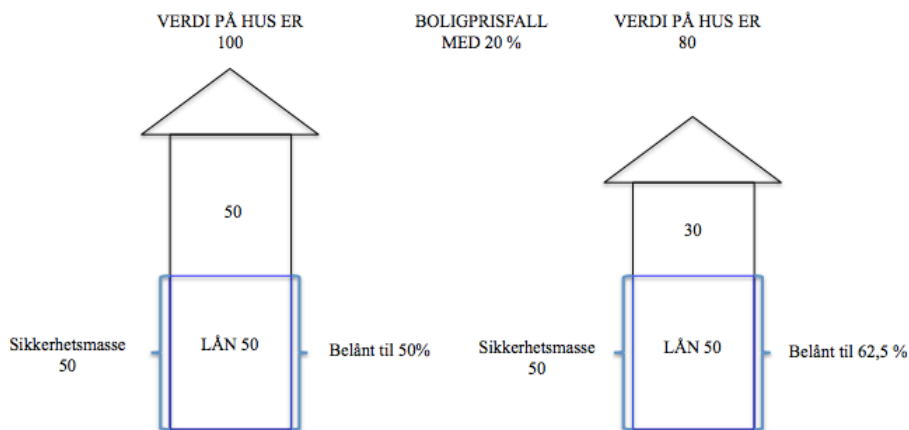 VERDI PÅ HUS ER
100
BOLIGPRISFALL
MED 20 %
VERDI PÅ HUS ER
80
50
30
Sikkerhetsmasse
50
LÅN 50
Belånt til 50%
Sikkerhetsmasse
50
LÅN 50
Belånt til 62,5 %